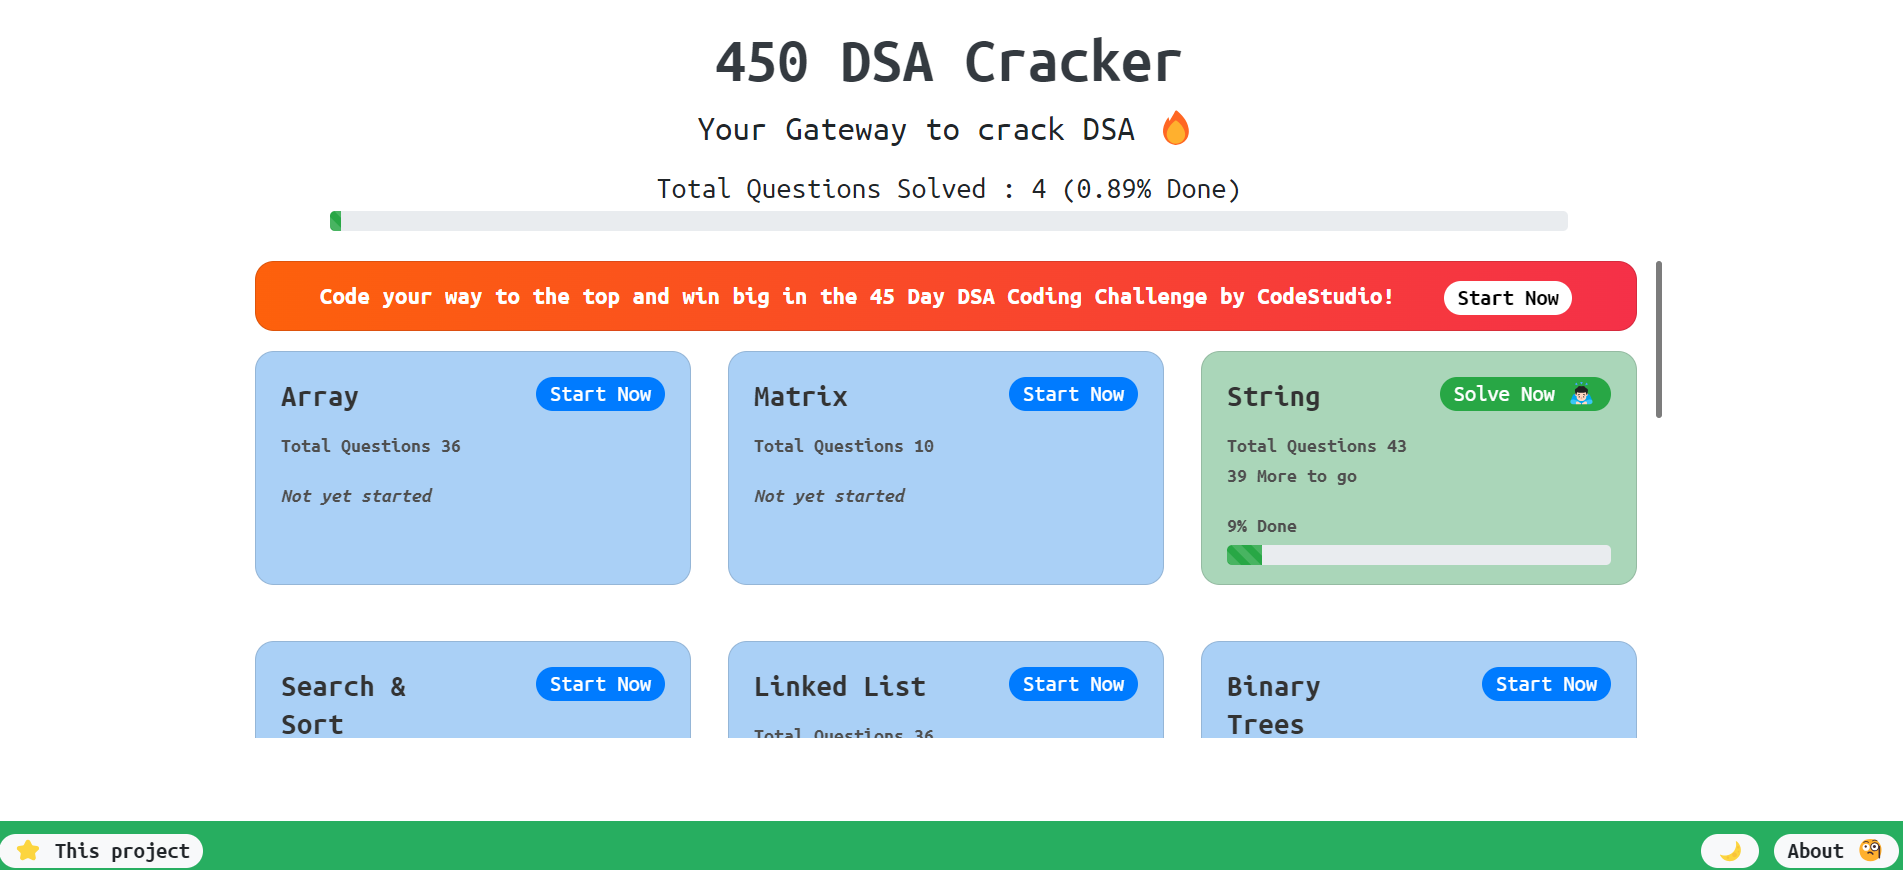 450 DSA Cracker
Your Gateway to crack DSA 🔥
Total Questions Solved : 4 (0.89% Done)
Code your way to the top and win big in the 45 Day DSA Coding Challenge by CodeStudio!
Start Now
Array
Start Now
Total Questions 36
Not yet started
Matrix
Start Now
Total Questions 10
Not yet started
String
Solve Now
Total Questions 43
39 More to go
9% Done
Search &
Sort
Start Now
Linked List
Start Now
Total Questions 36
Binary
Trees
Start Now
This project
About